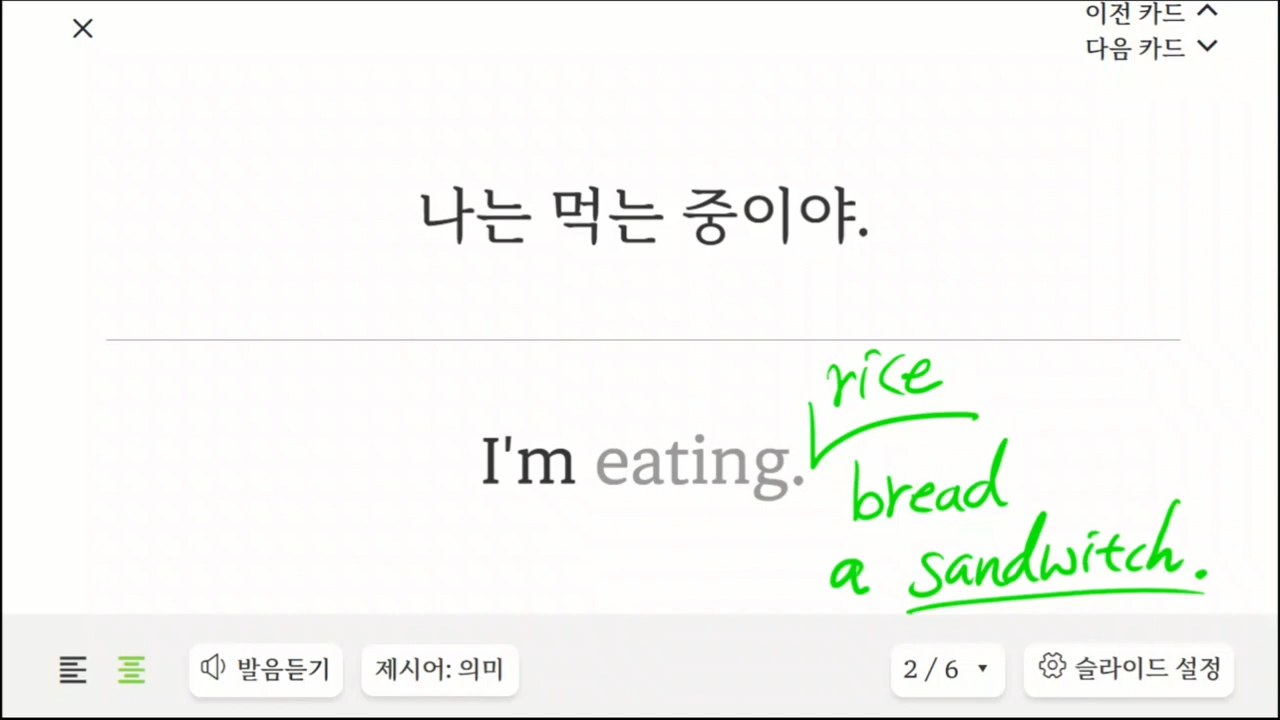 이전 카드
다음 카드
나는 먹는 중이야.
rice
I'm eating.
bread
a sandwitch.
발음듣기
제시어: 의미
2 / 6
슬라이드 설정